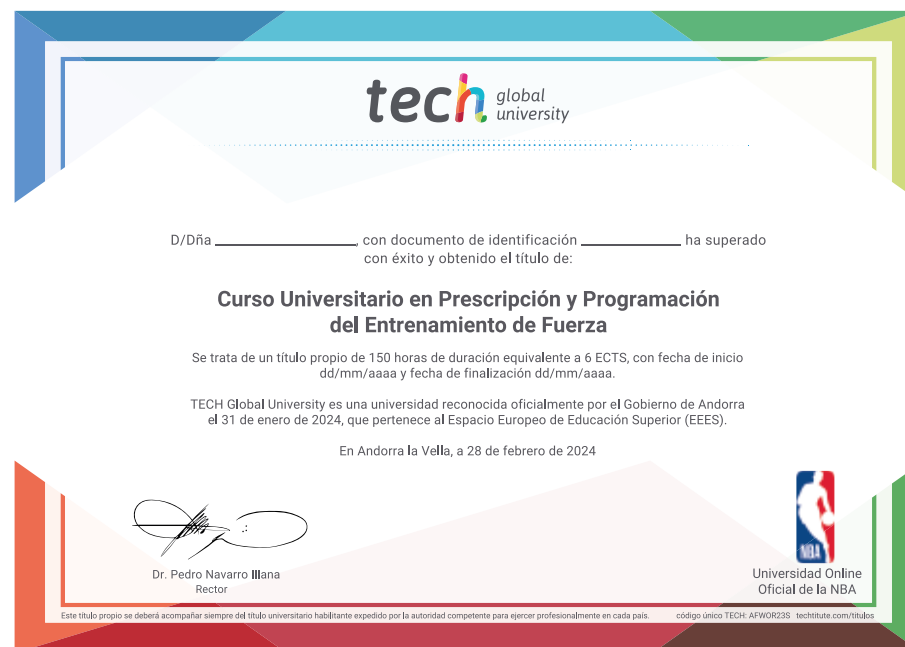 tech global university
D/Dña ________________, con documento de identificación ____________ ha superado
con éxito y obtenido el título de:
Curso Universitario en Prescripción y Programación
del Entrenamiento de Fuerza
Se trata de un título propio de 150 horas de duración equivalente a 6 ECTS, con fecha de inicio
dd/mm/aaaa y fecha de finalización dd/mm/aaaa.
TECH Global University es una universidad reconocida oficialmente por el Gobierno de Andorra
el 31 de enero de 2024, que pertenece al Espacio Europeo de Educación Superior (EEES).
En Andorra la Vella, a 28 de febrero de 2024
Dr. Pedro Navarro Illana
Rector
NBA
Universidad Online
Oficial de la NBA
Este título propio se deberá acompañar siempre del título universitario habilitante expedido por la autoridad competente para ejercer profesionalmente en cada país. código único TECH: AFWOR23S techtitute.com/titulos